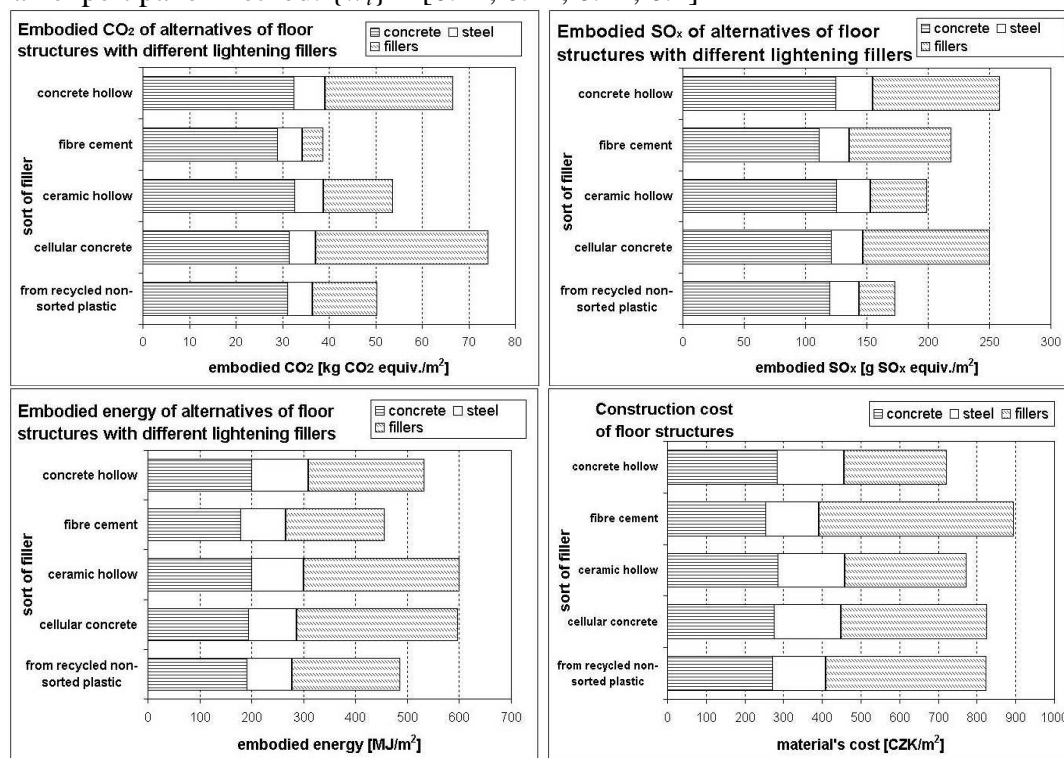 Embodied CO₂ of alternatives of floor
structures with different lightening fillers
concrete steel
fillers
sort of filler
concrete hollow
fibre cement
ceramic hollow
cellular concrete
from recycled non-
sorted plastic
0 10 20 30 40 50 60 70 80
embodied CO₂ [kg CO₂ equiv./m²]
Embodied SOₓ of alternatives of floor
structures with different lightening fillers
concrete steel
fillers
sort of filler
concrete hollow
fibre cement
ceramic hollow
cellular concrete
from recycled non-
sorted plastic
0 50 100 150 200 250 300
embodied SOₓ [g SOₓ equiv./m²]
Embodied energy of alternatives of floor
structures with different lightening fillers
concrete steel
fillers
sort of filler
concrete hollow
fibre cement
ceramic hollow
cellular concrete
from recycled non-
sorted plastic
0 100 200 300 400 500 600 700
embodied energy [MJ/m²]
Construction cost
of floor structures
concrete steel fillers
sort of filler
concrete hollow
fibre cement
ceramic hollow
cellular concrete
from recycled non-
sorted plastic
0 100 200 300 400 500 600 700 800 900 1000
material's cost [CZK/m²]